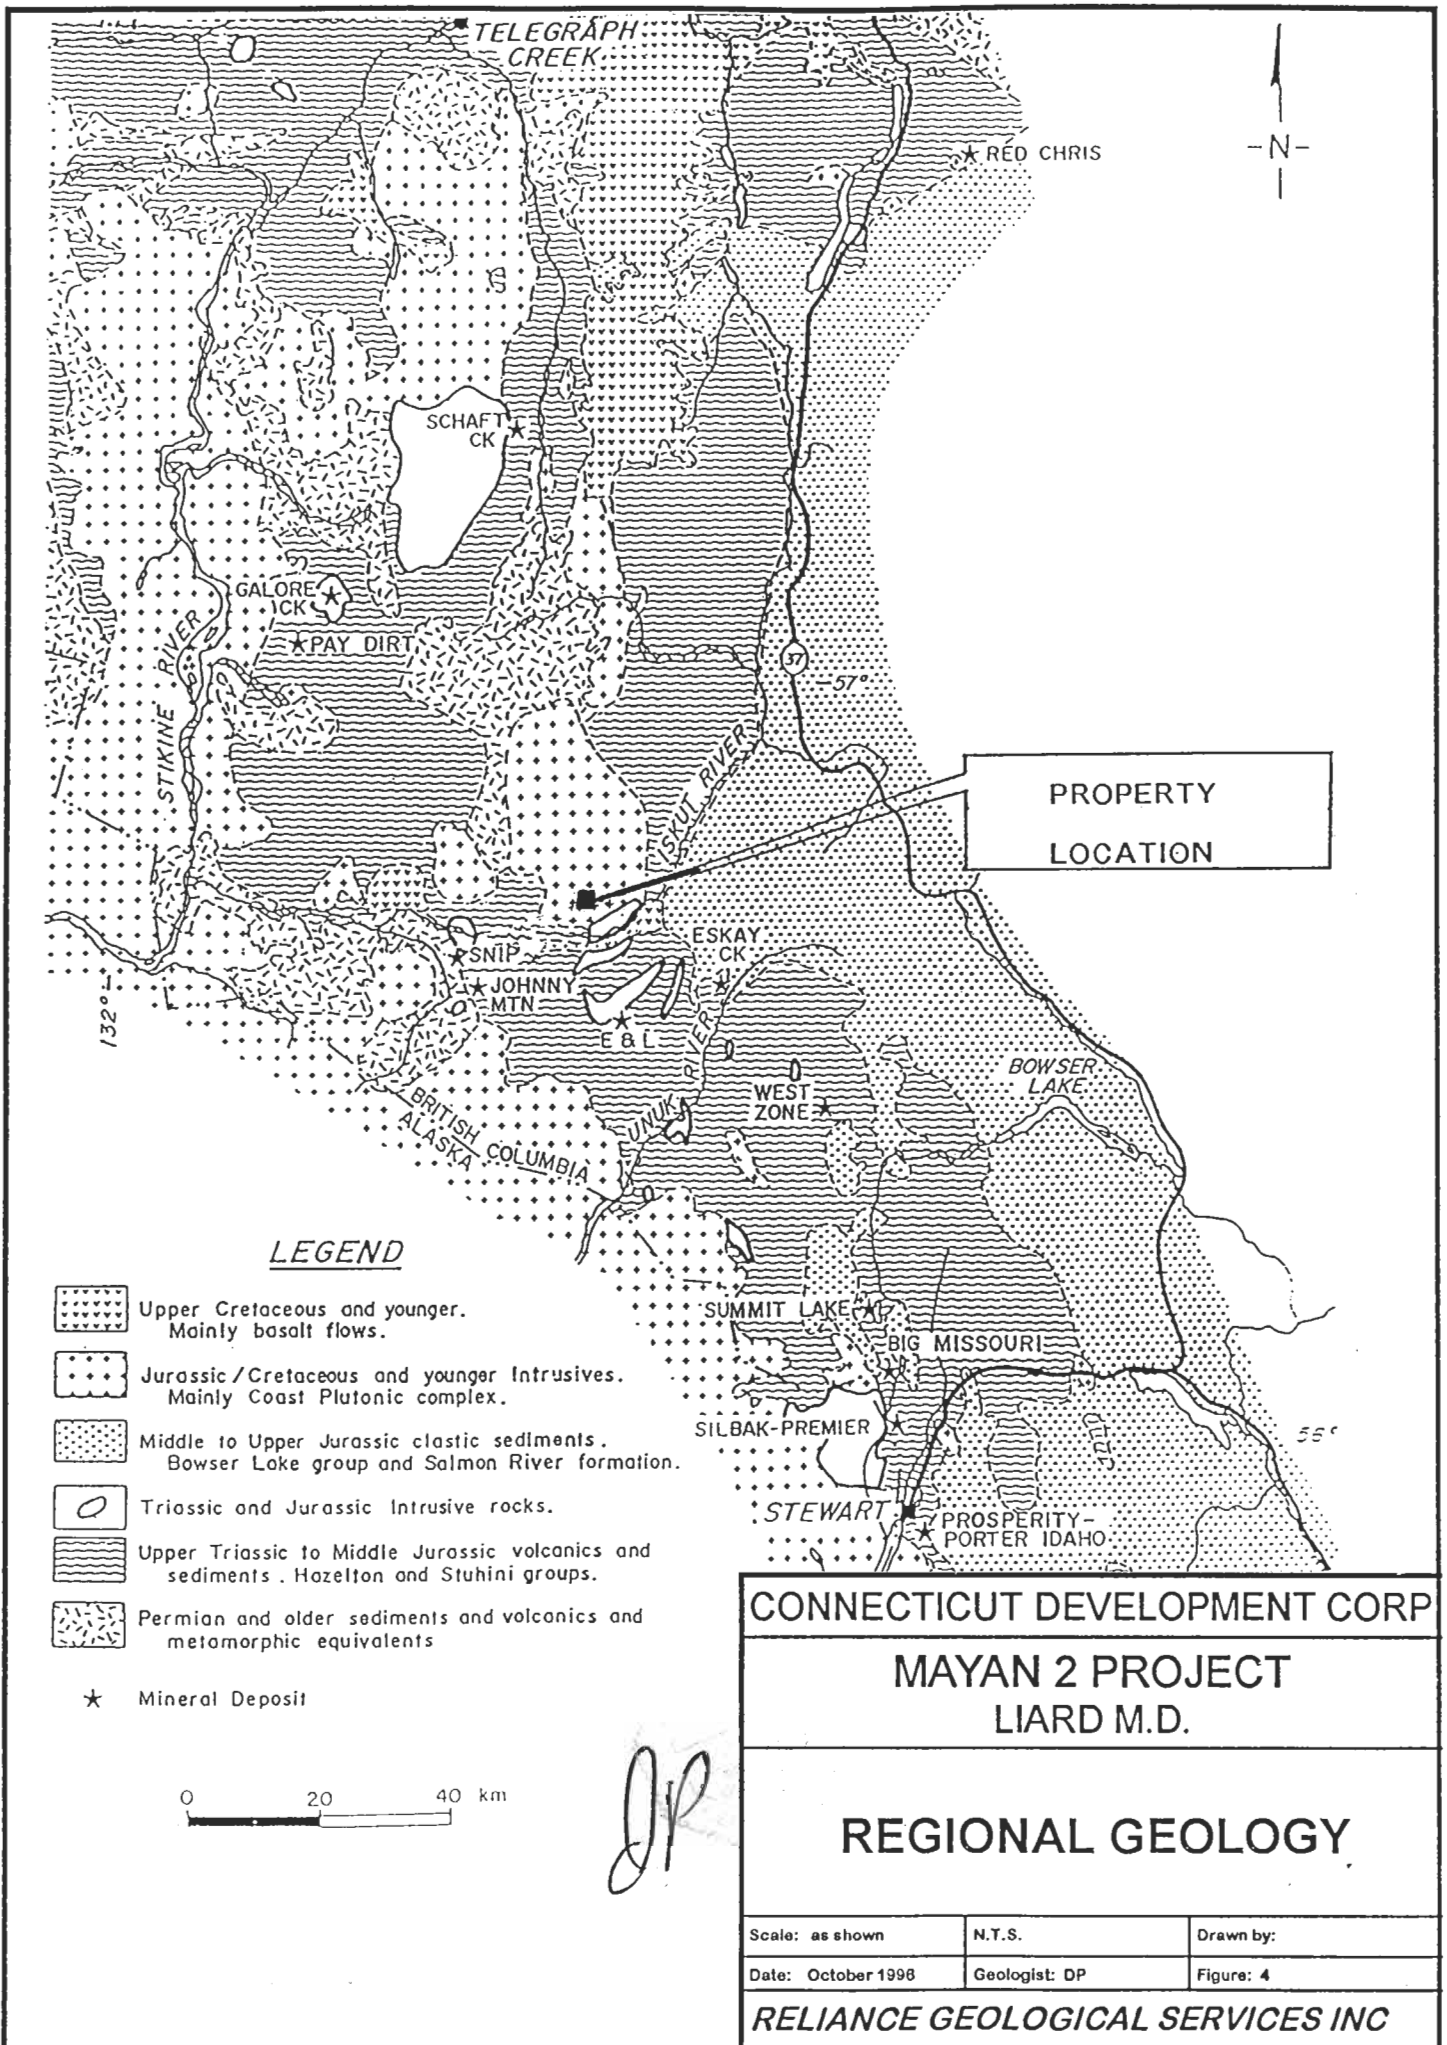 TELEGRAPH
CREEK
-N-
RED CHRIS
SCHAFT
CK
GALORE
CK
PAY DIRT
STIKINE RIVER
37
57°
ISKUT RIVER
PROPERTY
LOCATION
SNIP
ESKAY
CK
JOHNNY
MTN
E & L
132°
UNUK RIVER
WEST
ZONE
BOWSER
LAKE
BRITISH COLUMBIA
ALASKA
LEGEND
Upper Cretaceous and younger.
Mainly basalt flows.
Jurassic/Cretaceous and younger Intrusives.
Mainly Coast Plutonic complex.
Middle to Upper Jurassic clastic sediments.
Bowser Lake group and Salmon River formation.
Triassic and Jurassic Intrusive rocks.
Upper Triassic to Middle Jurassic volcanics and
sediments. Hazelton and Stuhini groups.
Permian and older sediments and volcanics and
metamorphic equivalents
Mineral Deposit
SUMMIT LAKE
BIG MISSOURI
SILBAK-PREMIER
56°
STEWART
PROSPERITY-
PORTER IDAHO
0 20 40 km
JP
CONNECTICUT DEVELOPMENT CORP
MAYAN 2 PROJECT
LIARD M.D.
REGIONAL GEOLOGY
Scale: as shown
N.T.S.
Drawn by:
Date: October 1996
Geologist: DP
Figure: 4
RELIANCE GEOLOGICAL SERVICES INC